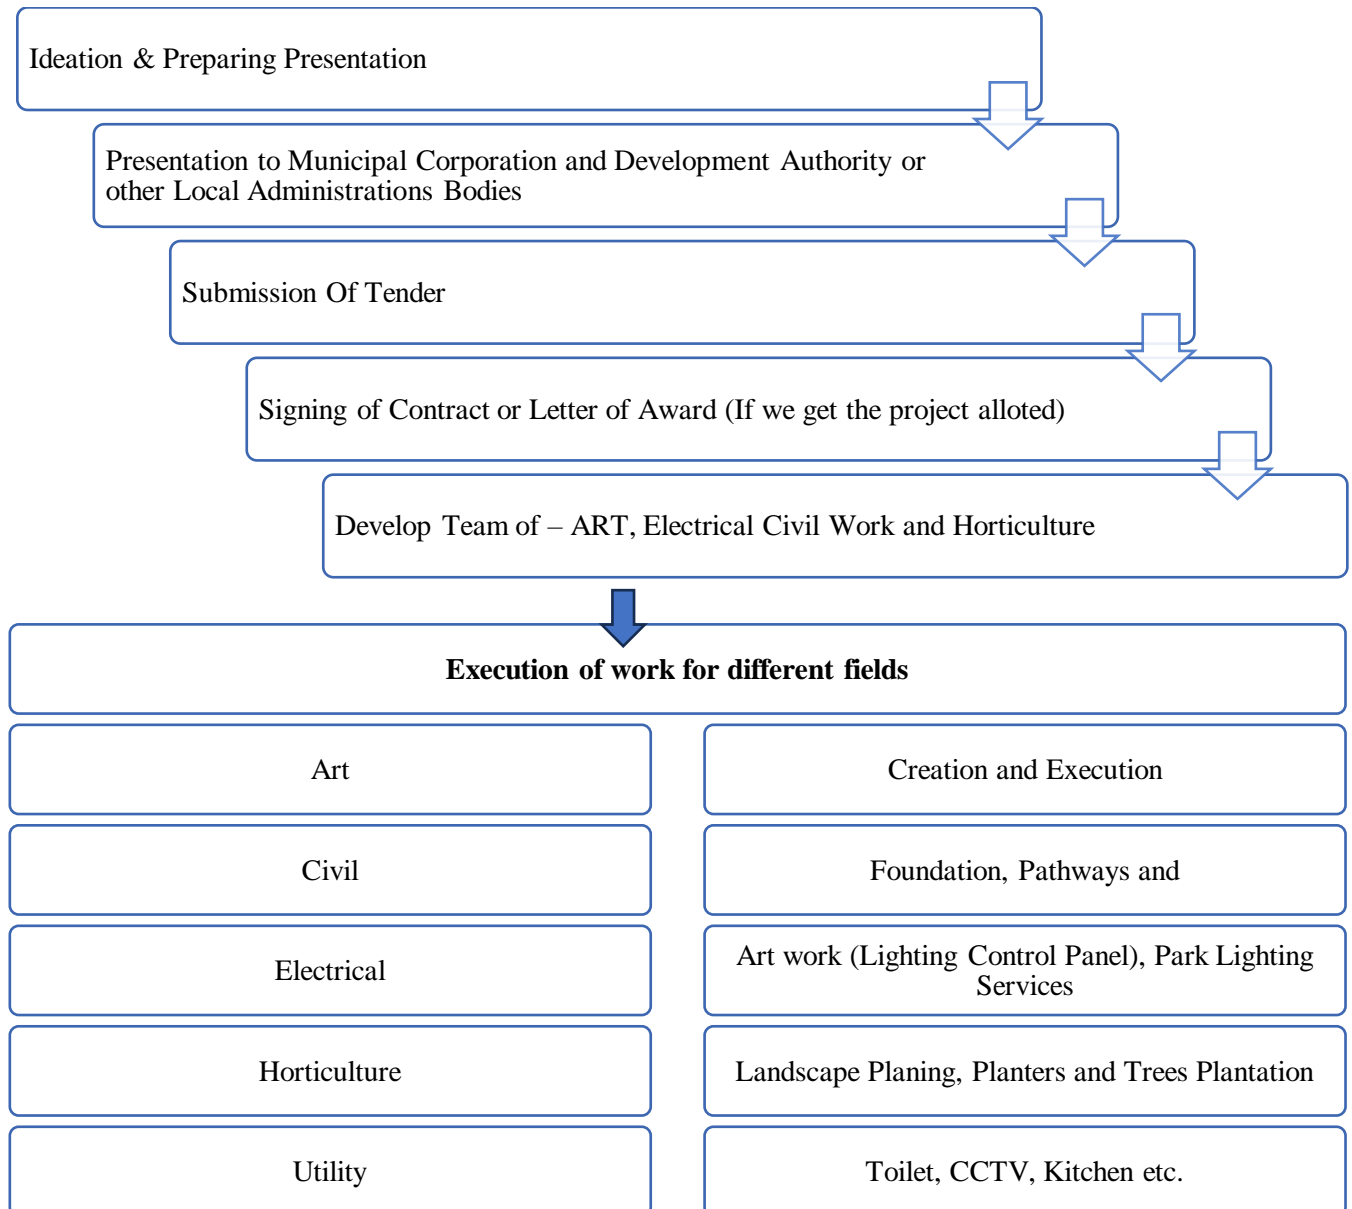 Ideation & Preparing Presentation
Presentation to Municipal Corporation and Development Authority or
other Local Administrations Bodies
Submission Of Tender
Signing of Contract or Letter of Award (If we get the project alloted)
Develop Team of – ART, Electrical Civil Work and Horticulture
Execution of work for different fields
Art
Creation and Execution
Civil
Foundation, Pathways and
Electrical
Art work (Lighting Control Panel), Park Lighting
Services
Horticulture
Landscape Planing, Planters and Trees Plantation
Utility
Toilet, CCTV, Kitchen etc.